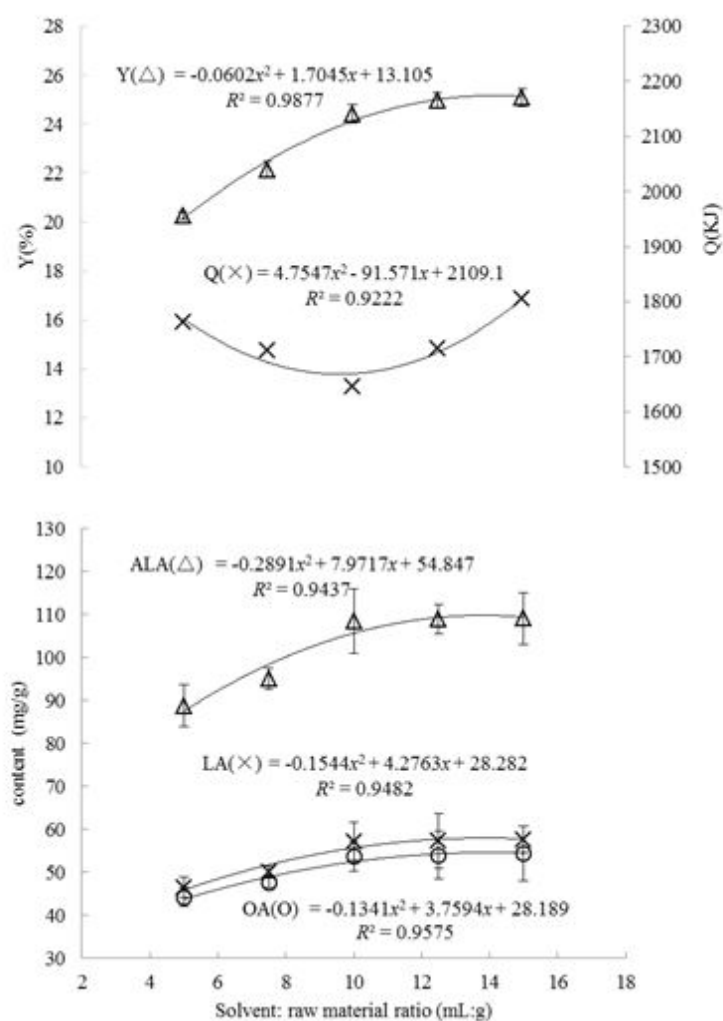 28
26
24
22
20
18
16
14
12
10
Y(%)
2300
2200
2100
2000
1900
1800
1700
1600
1500
Q(KJ)
Y(△) = -0.0602x² + 1.7045x + 13.105
R² = 0.9877
Q(×) = 4.7547x² - 91.571x + 2109.1
R² = 0.9222
130
120
110
100
90
80
70
60
50
40
30
content (mg/g)
ALA(△) = -0.2891x² + 7.9717x + 54.847
R² = 0.9437
LA(×) = -0.1544x² + 4.2763x + 28.282
R² = 0.9482
OA(O) = -0.1341x² + 3.7594x + 28.189
R² = 0.9575
2 4 6 8 10 12 14 16 18
Solvent: raw material ratio (mL:g)